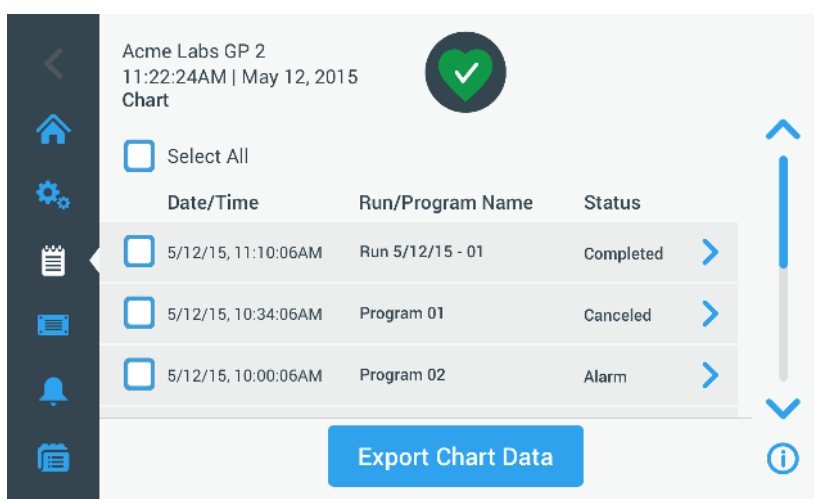 Acme Labs GP 2
11:22:24AM | May 12, 2015
Chart
Select All
Date/Time Run/Program Name Status
5/12/15, 11:10:06AM Run 5/12/15 - 01 Completed
5/12/15, 10:34:06AM Program 01 Canceled
5/12/15, 10:00:06AM Program 02 Alarm
Export Chart Data